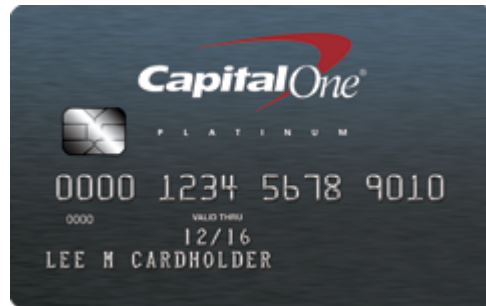 CapitalOne®
PLATINUM
0000 1234 5678 9010
0000 VALID THRU
12/16
LEE M CARDHOLDER